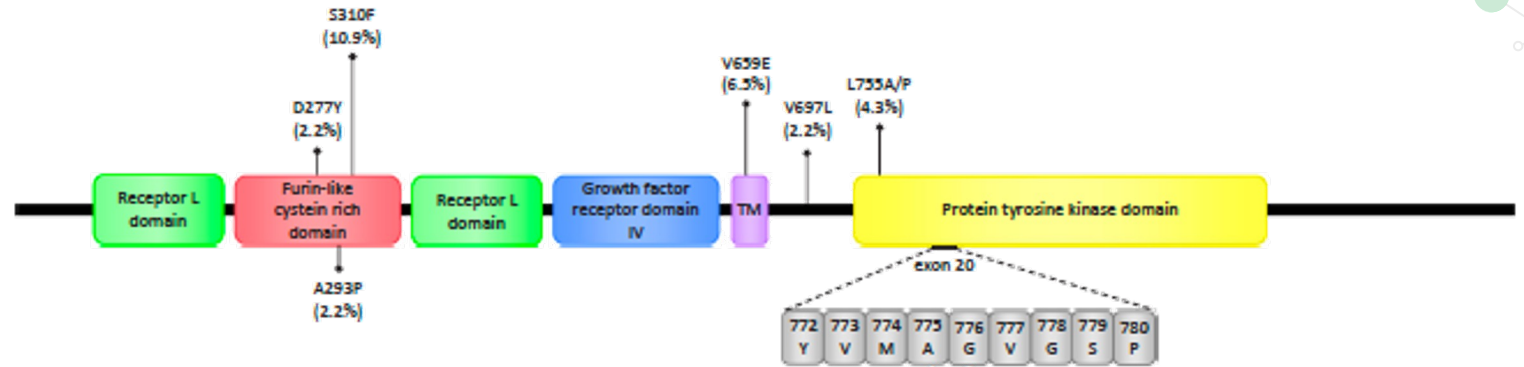 S310F
(10.9%)
V659E
(6.5%)
D277Y
(2.2%)
V697L
(2.2%)
L755A/P
(4.3%)
Receptor L
domain
Furin-like
cystein rich
domain
Receptor L
domain
Growth factor
receptor domain
IV
TM
Protein tyrosine kinase domain
exon 20
A293P
(2.2%)
772 773 774 775 776 777 778 779 780
Y V M A G V G S P